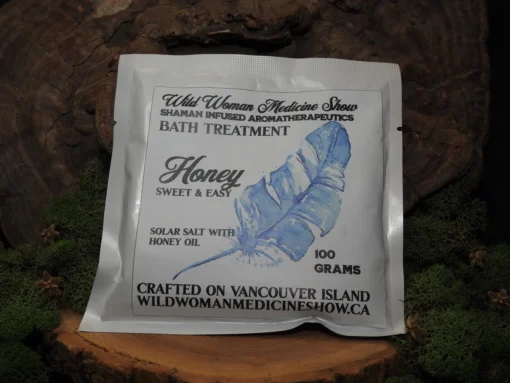 Wild Woman Medicine Show
SHAMAN INFUSED AROMATHERAPEUTICS
BATH TREATMENT
Honey
SWEET & EASY
SOLAR SALT WITH
HONEY OIL
100
GRAMS
CRAFTED ON VANCOUVER ISLAND
WILDWOMANMEDICINESHOW.CA